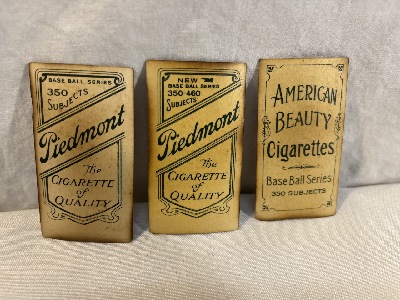 BASE BALL SERIES
350
SUBJECTS
Piedmont
The
CIGARETTE
of
QUALITY
NEW
BASE BALL SERIES
350-460
SUBJECTS
Piedmont
The
CIGARETTE
of
QUALITY
AMERICAN
BEAUTY
Cigarettes
Base Ball Series
350 SUBJECTS